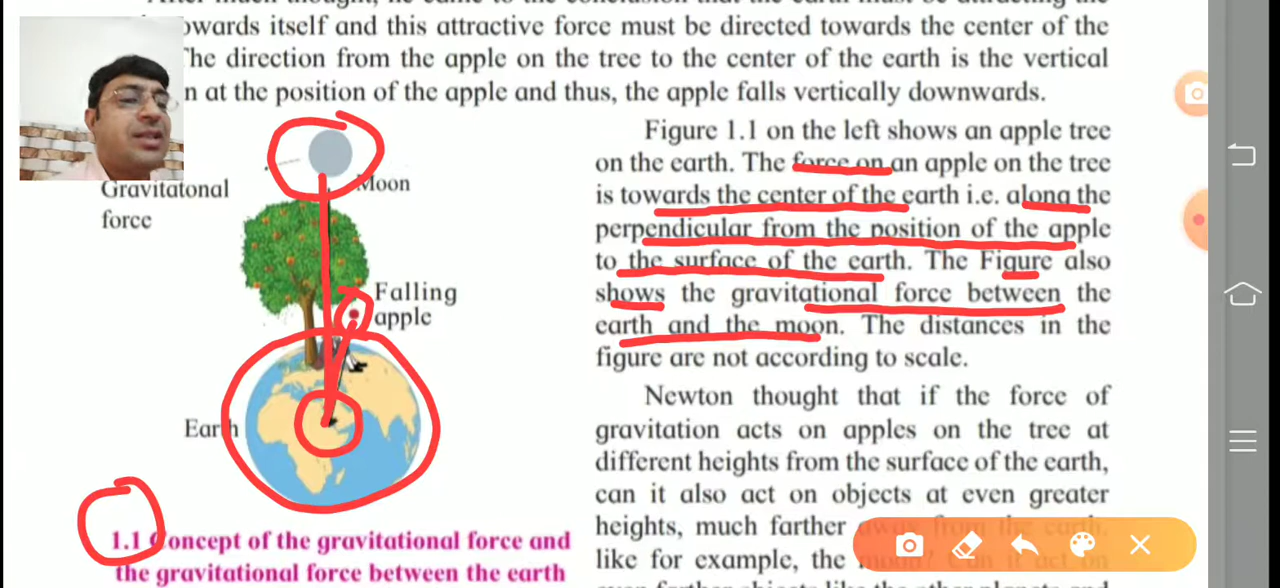 owards itself and this attractive force must be directed towards the center of the
he direction from the apple on the tree to the center of the earth is the vertical
n at the position of the apple and thus, the apple falls vertically downwards.
Gravitatonal
force
Moon
Falling
apple
Earth
1.1 Concept of the gravitational force and
the gravitational force between the earth
Figure 1.1 on the left shows an apple tree
on the earth. The force on an apple on the tree
is towards the center of the earth i.e. along the
perpendicular from the position of the apple
to the surface of the earth. The Figure also
shows the gravitational force between the
earth and the moon. The distances in the
figure are not according to scale.
Newton thought that if the force of
gravitation acts on apples on the tree at
different heights from the surface of the earth,
can it also act on objects at even greater
heights, much farther away from the earth,
like for example, the